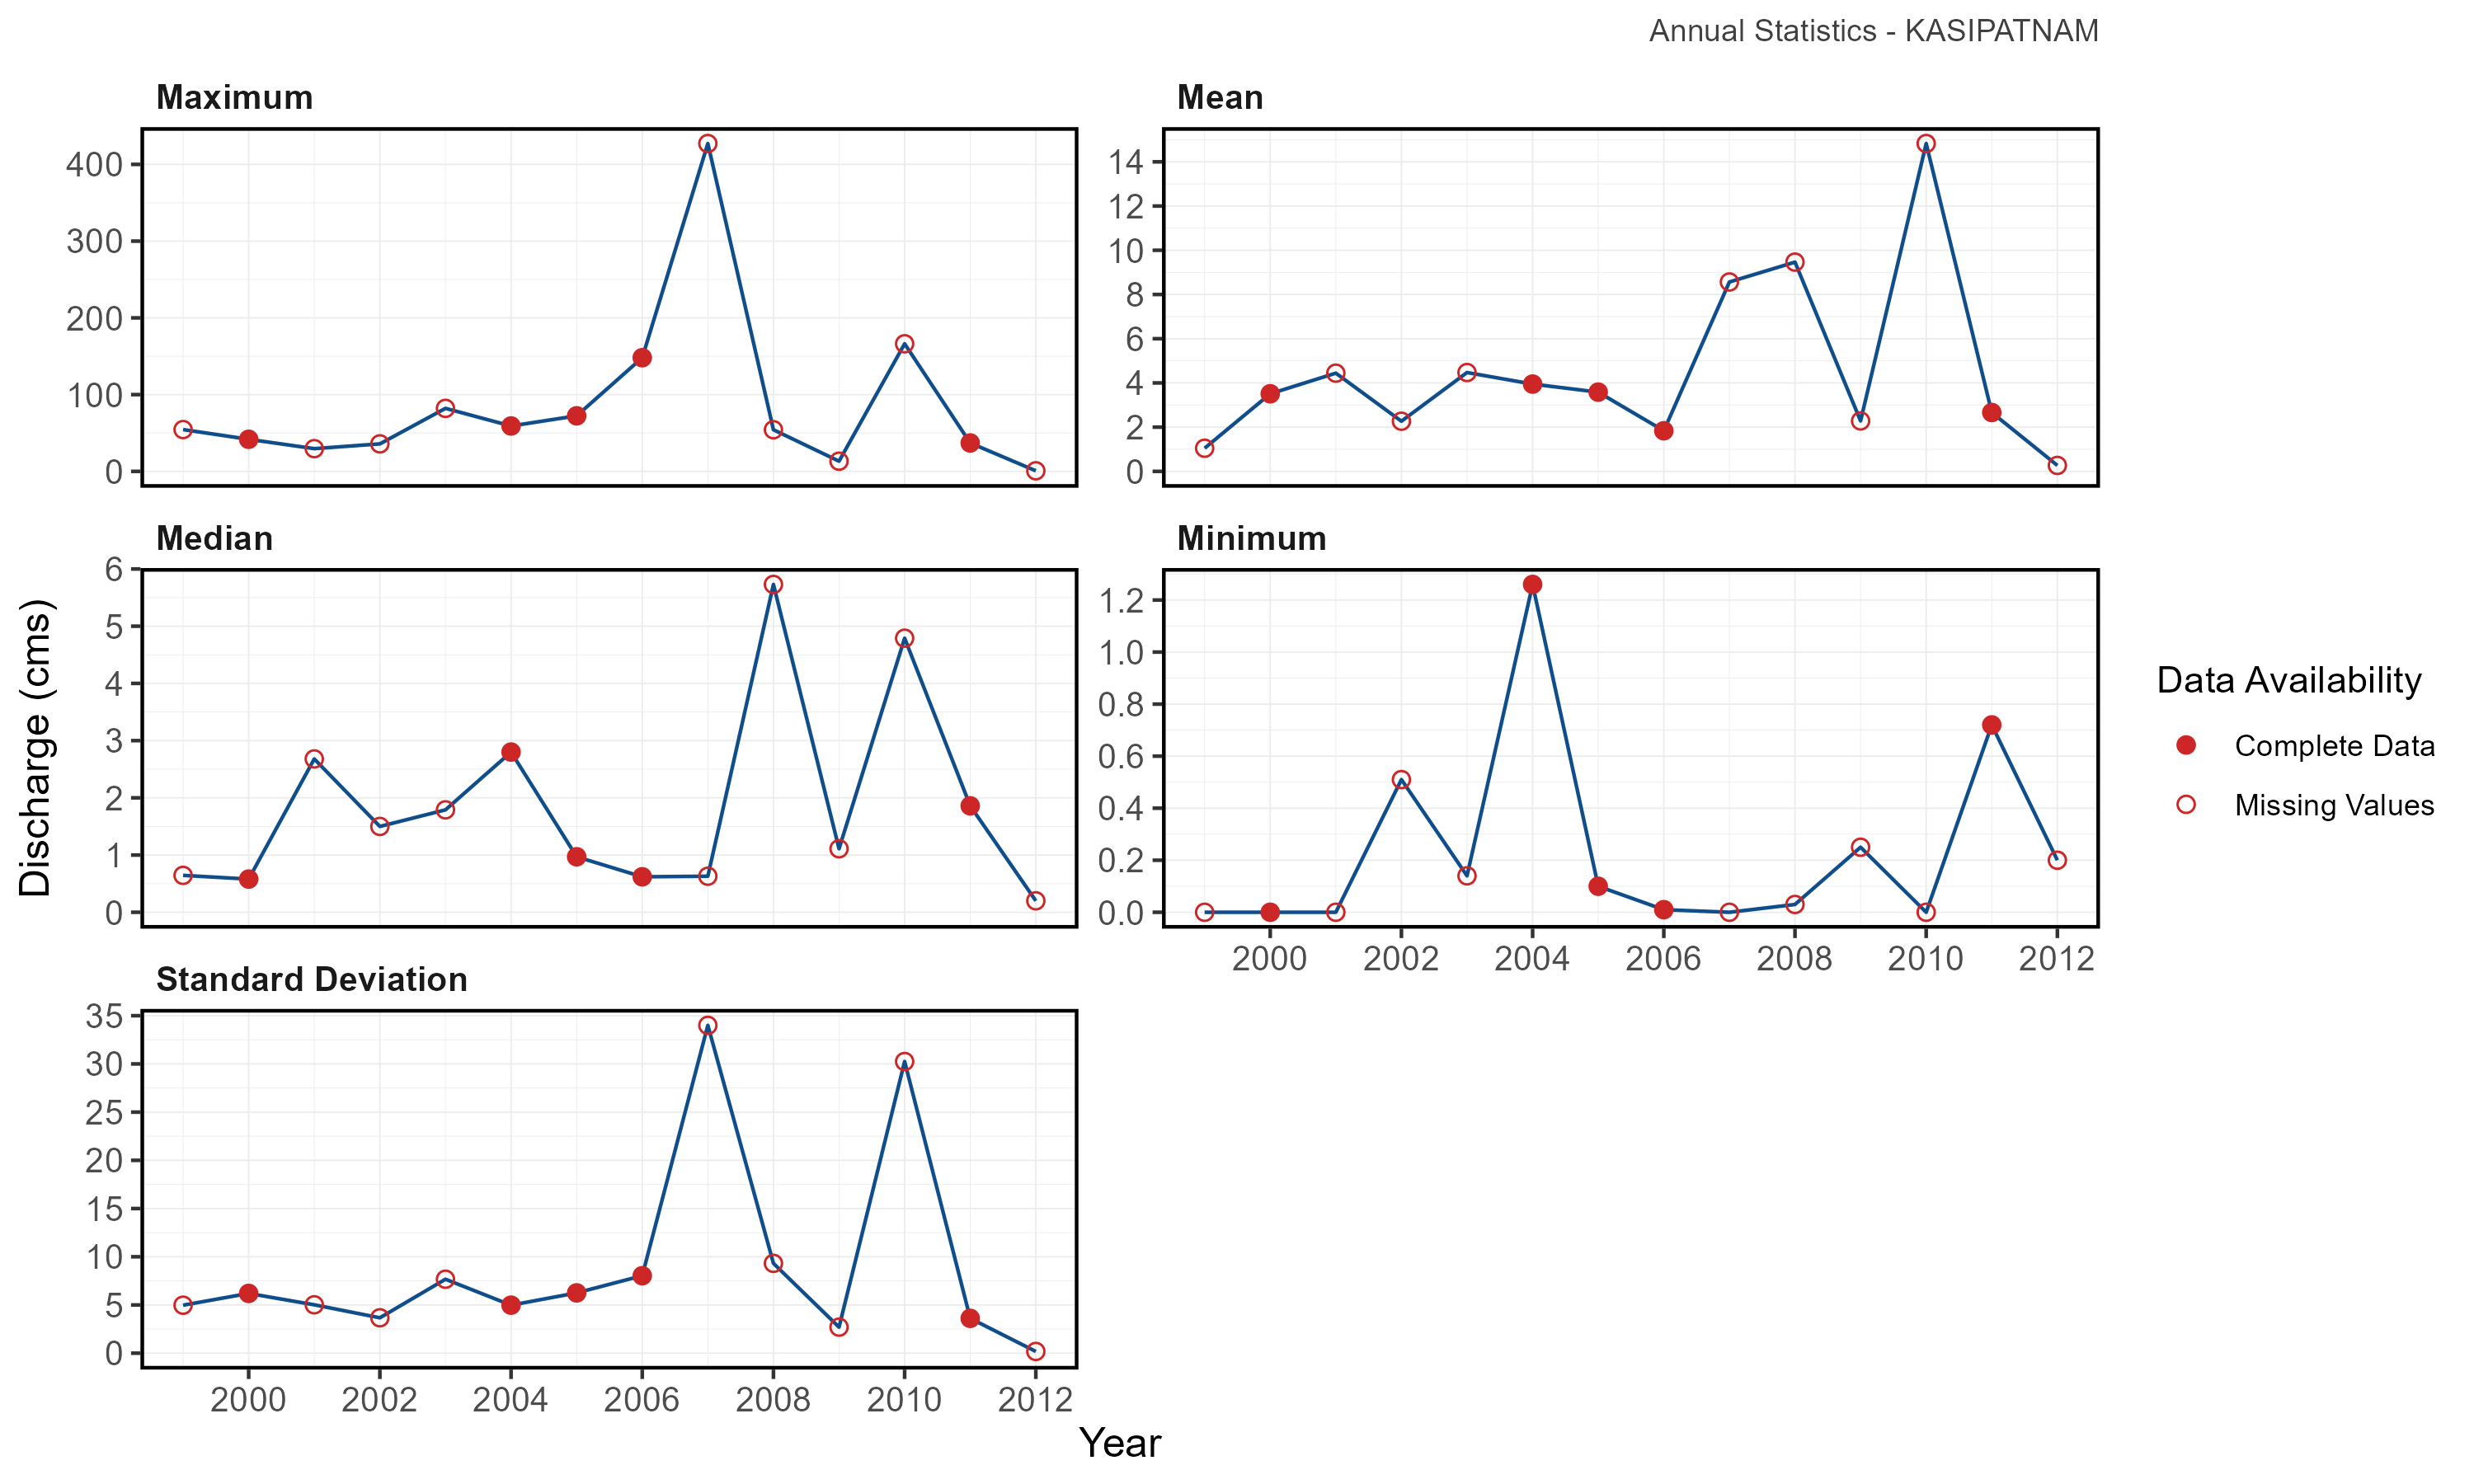 Annual Statistics - KASIPATNAM
Maximum
400
300
200
100
0
Mean
14
12
10
8
6
4
2
0
Discharge (cms)
Median
6
5
4
3
2
1
0
Minimum
1.2
1.0
0.8
0.6
0.4
0.2
0.0
2000 2002 2004 2006 2008 2010 2012
Standard Deviation
35
30
25
20
15
10
5
0
2000 2002 2004 2006 2008 2010 2012
Year
Data Availability
Complete Data
Missing Values